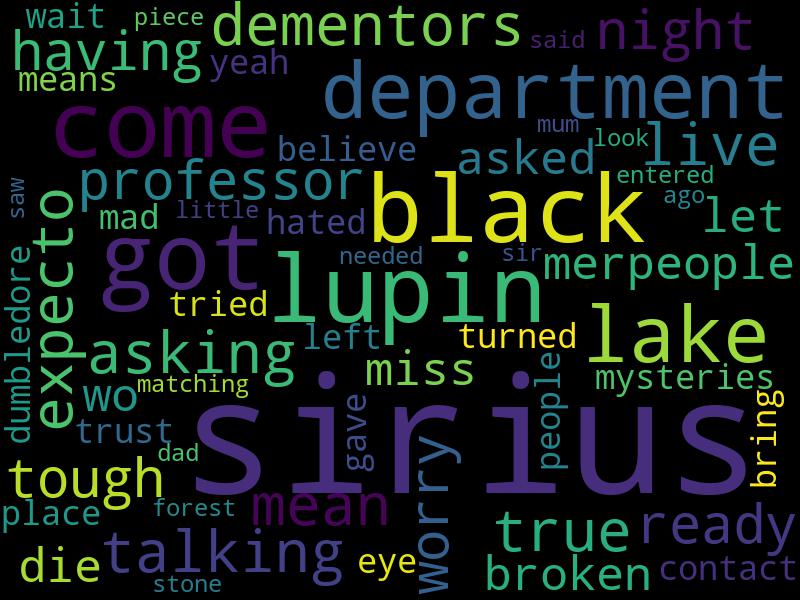 wait
piece
dementors
said
night
having
yeah
means
department
come
mum
look
live
believe
asked
entered
professor
black
ago
saw
mad
little
hated
let
expecto
got
needed
sir
merpeople
lupin
tried
dumbledore
left
turned
lake
asking
miss
people
mysteries
wo
matching
sirius
gave
bring
trust
dad
worry
tough
place
forest
mean
true
ready
talking
die
eye
broken
contact
stone